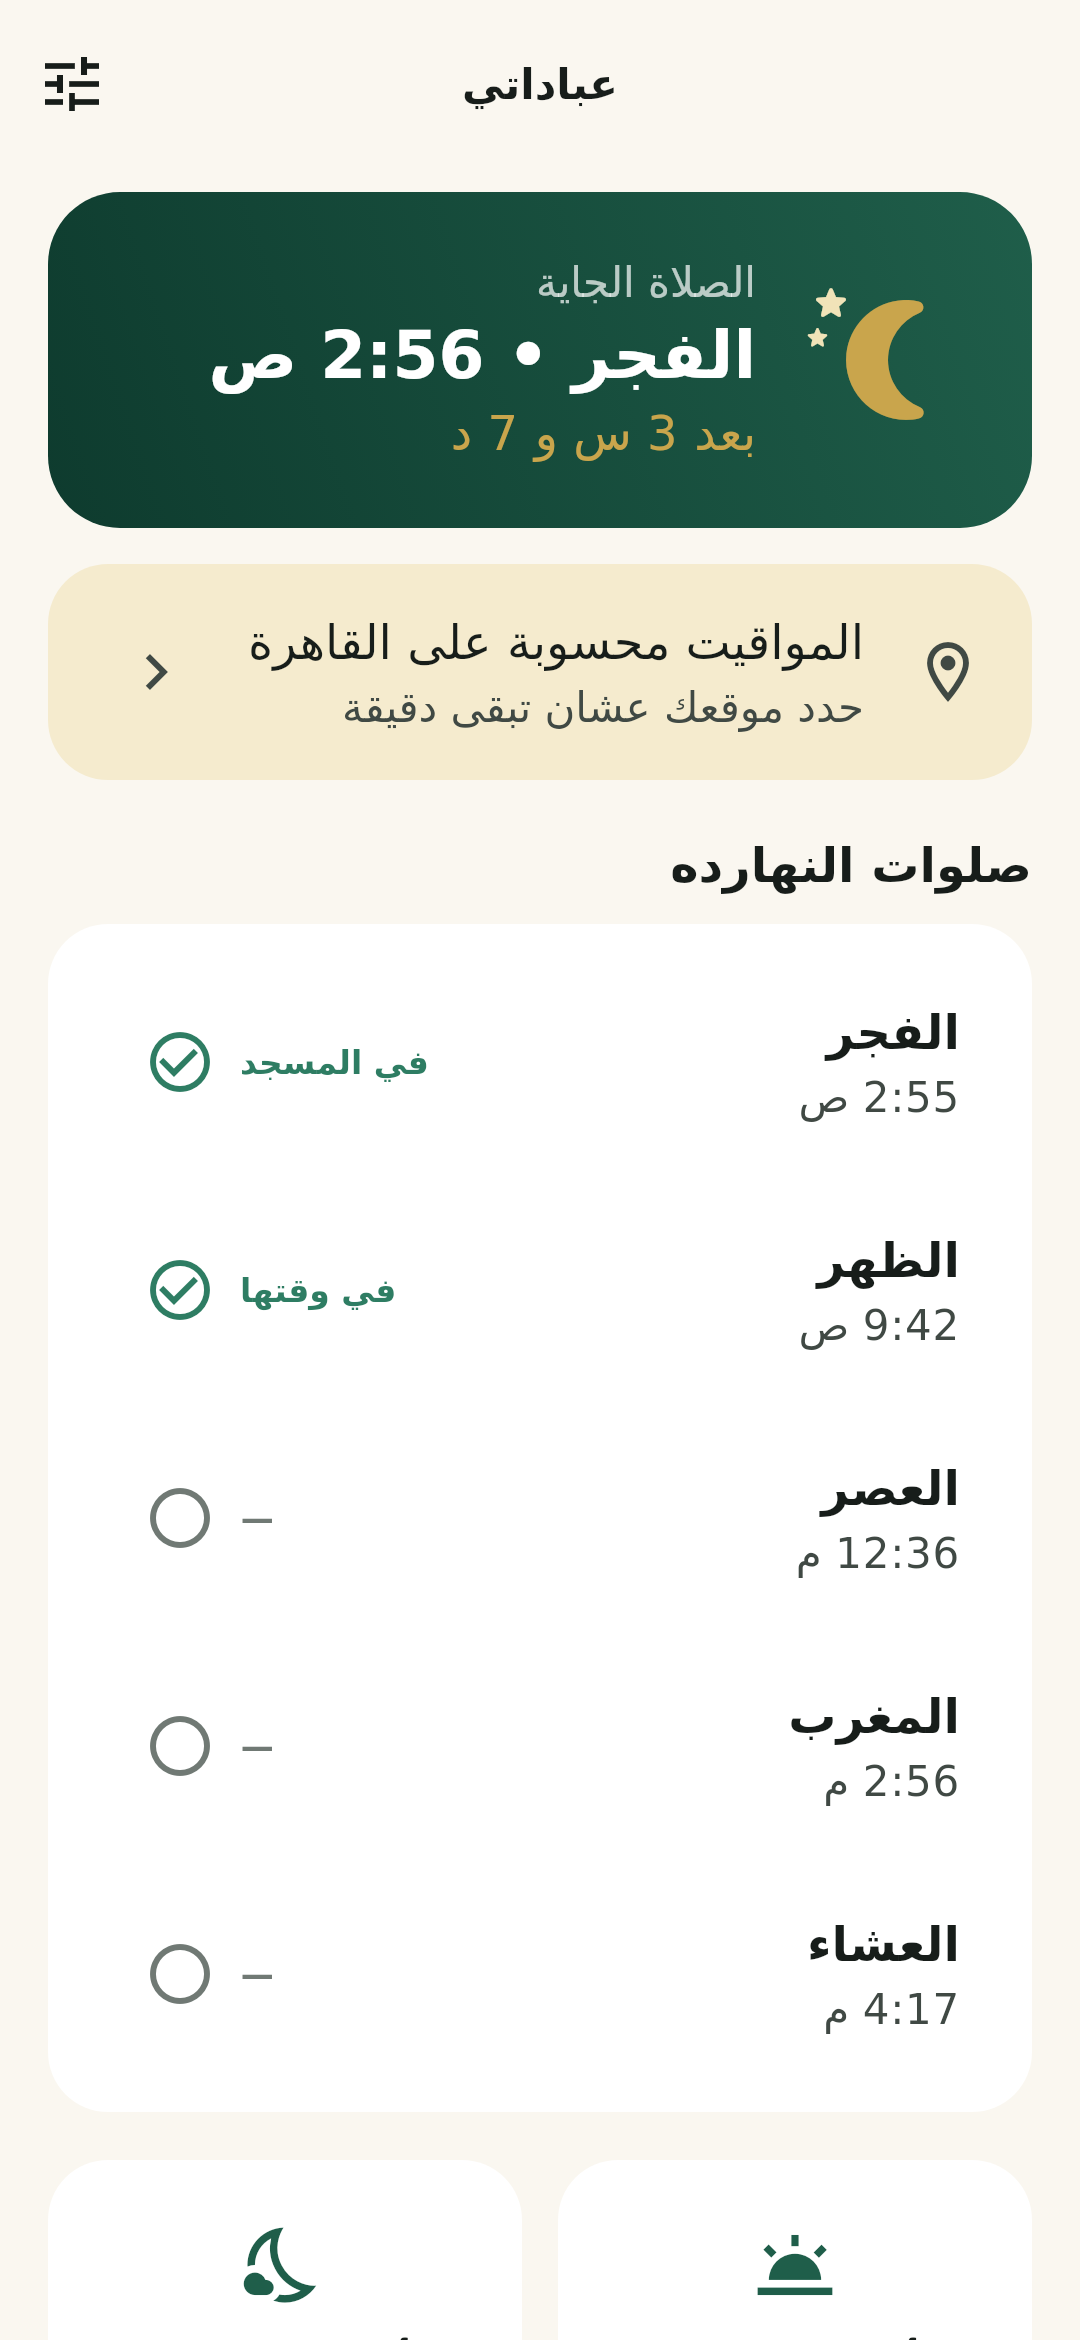 عباداتي
الصلاة الجاية
الفجر • 2:56 ص
بعد 3 س و 7 د
المواقيت محسوبة على القاهرة
حدد موقعك عشان تبقى دقيقة
صلوات النهارده
الفجر
2:55 ص
في المسجد
الظهر
9:42 ص
في وقتها
العصر
12:36 م
–
المغرب
2:56 م
–
العشاء
4:17 م
–